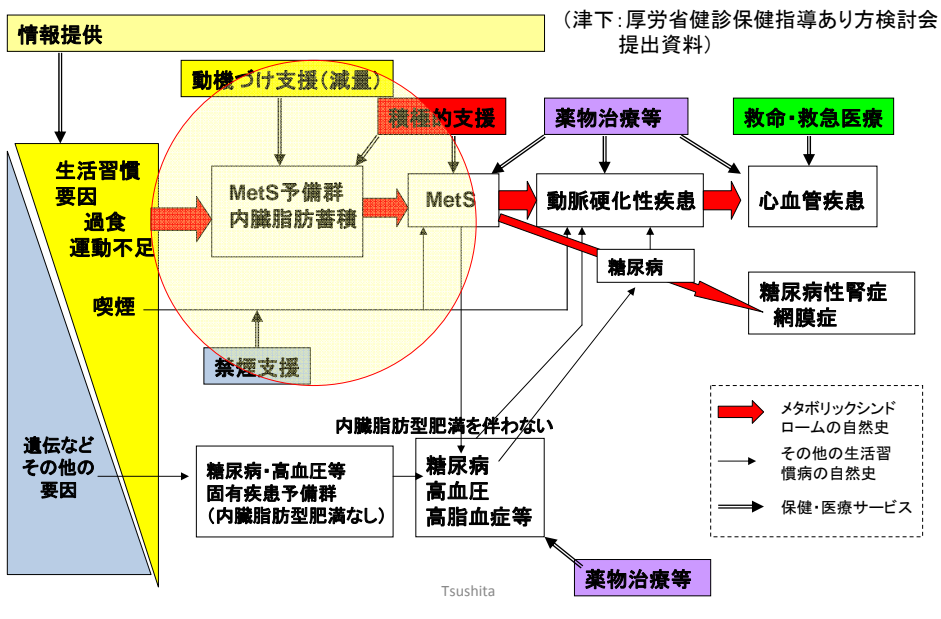 （津下：厚労省健診保健指導あり方検討会
提出資料）
情報提供
動機づけ支援（減量）
積極的支援
薬物治療等
救命・救急医療
生活習慣
要因
過食
運動不足
MetS予備群
内臓脂肪蓄積
MetS
動脈硬化性疾患
心血管疾患
糖尿病
糖尿病性腎症
網膜症
喫煙
禁煙支援
内臓脂肪型肥満を伴わない
遺伝など
その他の
要因
糖尿病・高血圧等
固有疾患予備群
（内臓脂肪型肥満なし）
糖尿病
高血圧
高脂血症等
薬物治療等
メタボリックシンド
ロームの自然史
その他の生活習
慣病の自然史
保健・医療サービス
Tsushita